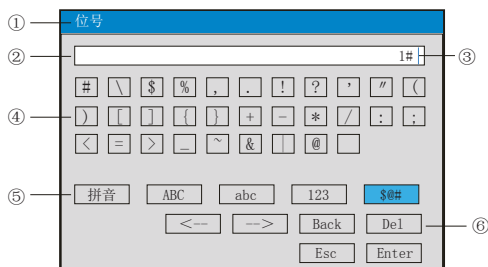 ① 位号
② 1# ③
# \ $ % , . ! ? ' " (
④ ) [ ] { } + - * / : ;
< = > _ ~ & | @
⑤ 拼音 ABC abc 123 $@#
<-- --> Back Del ⑥
Esc Enter